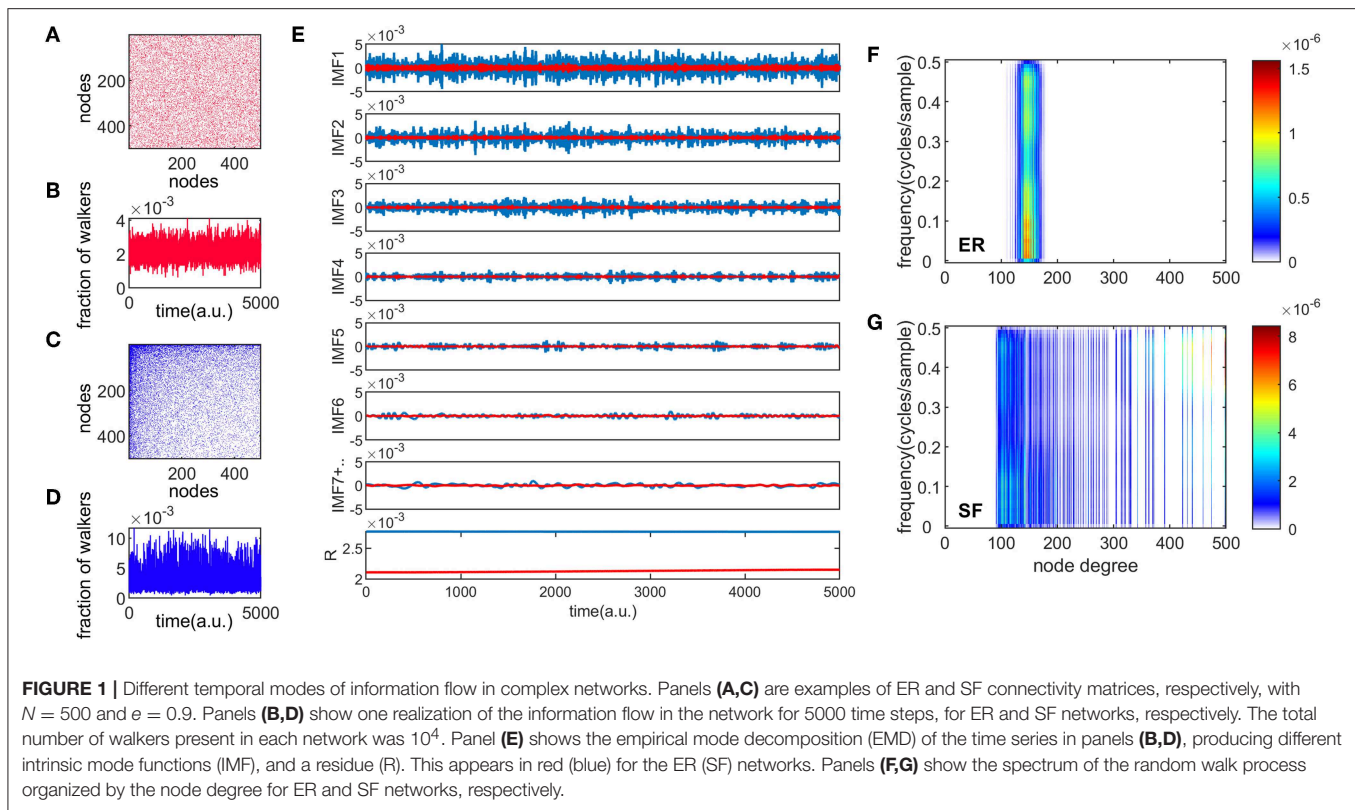 A
nodes
200
400
200
400
nodes
B
×10⁻³
fraction of walkers
4
2
0
0
5000
time(a.u.)
C
nodes
200
400
200
400
nodes
D
×10⁻³
fraction of walkers
10
5
0
0
5000
time(a.u.)
E
×10⁻³
IMF1
5
0
-5
×10⁻³
IMF2
5
0
-5
×10⁻³
IMF3
5
0
-5
×10⁻³
IMF4
5
0
-5
×10⁻³
IMF5
5
0
-5
×10⁻³
IMF6
5
0
-5
×10⁻³
IMF7+..
5
0
-5
×10⁻³
R
2.5
2
0 1000 2000 3000 4000 5000
time(a.u.)
F
frequency(cycles/sample)
0.5
0.4
0.3
0.2
0.1
0
ER
0 100 200 300 400 500
×10⁻⁶
1.5
1
0.5
0
G
frequency(cycles/sample)
0.5
0.4
0.3
0.2
0.1
0
SF
0 100 200 300 400 500
node degree
×10⁻⁶
8
6
4
2
0
FIGURE 1 | Different temporal modes of information flow in complex networks. Panels (A,C) are examples of ER and SF connectivity matrices, respectively, with
N = 500 and e = 0.9. Panels (B,D) show one realization of the information flow in the network for 5000 time steps, for ER and SF networks, respectively. The total
number of walkers present in each network was 10⁴. Panel (E) shows the empirical mode decomposition (EMD) of the time series in panels (B,D), producing different
intrinsic mode functions (IMF), and a residue (R). This appears in red (blue) for the ER (SF) networks. Panels (F,G) show the spectrum of the random walk process
organized by the node degree for ER and SF networks, respectively.